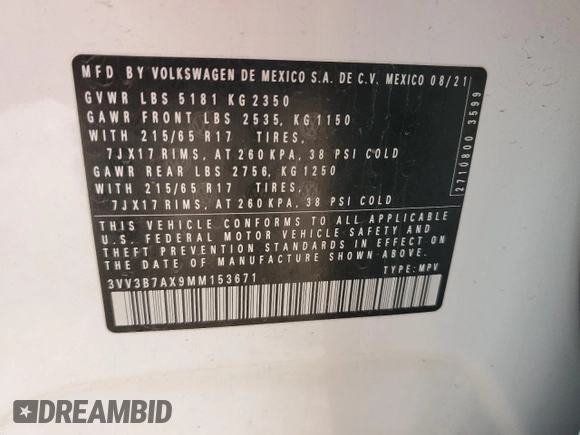 MFD BY VOLKSWAGEN DE MEXICO S.A. DE C.V. MEXICO 08/21
GVWR LBS 5181 KG 2350
GAWR FRONT LBS 2535, KG 1150
WITH 215/65 R17 TIRES,
7JX17 RIMS, AT 260 KPA, 38 PSI COLD
GAWR REAR LBS 2756, KG 1250
WITH 215/65 R17 TIRES,
7JX17 RIMS, AT 260 KPA, 38 PSI COLD
THIS VEHICLE CONFORMS TO ALL APPLICABLE
U.S. FEDERAL MOTOR VEHICLE SAFETY AND
THEFT PREVENTION STANDARDS IN EFFECT ON
THE DATE OF MANUFACTURE SHOWN ABOVE.
3VV3B7AX9MM153671
TYPE: MPV
2710800 3599
DREAMBID